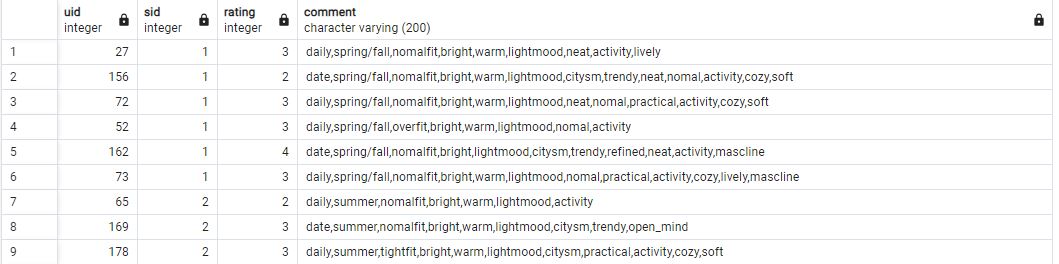 uid sid rating comment
integer integer integer character varying (200)
1 27 1 3 daily,spring/fall,nomalfit,bright,warm,lightmood,neat,activity,lively
2 156 1 2 date,spring/fall,nomalfit,bright,warm,lightmood,citysm,trendy,neat,nomal,activity,cozy,soft
3 72 1 3 daily,spring/fall,nomalfit,bright,warm,lightmood,neat,nomal,practical,activity,cozy,soft
4 52 1 3 daily,spring/fall,overfit,bright,warm,lightmood,nomal,activity
5 162 1 4 date,spring/fall,nomalfit,bright,lightmood,citysm,trendy,refined,neat,activity,mascline
6 73 1 3 daily,spring/fall,nomalfit,bright,warm,lightmood,nomal,practical,activity,cozy,lively,mascline
7 65 2 2 daily,summer,nomalfit,bright,warm,lightmood,activity
8 169 2 3 date,summer,nomalfit,bright,warm,lightmood,citysm,trendy,open_mind
9 178 2 3 daily,summer,tightfit,bright,warm,lightmood,citysm,practical,activity,cozy,soft